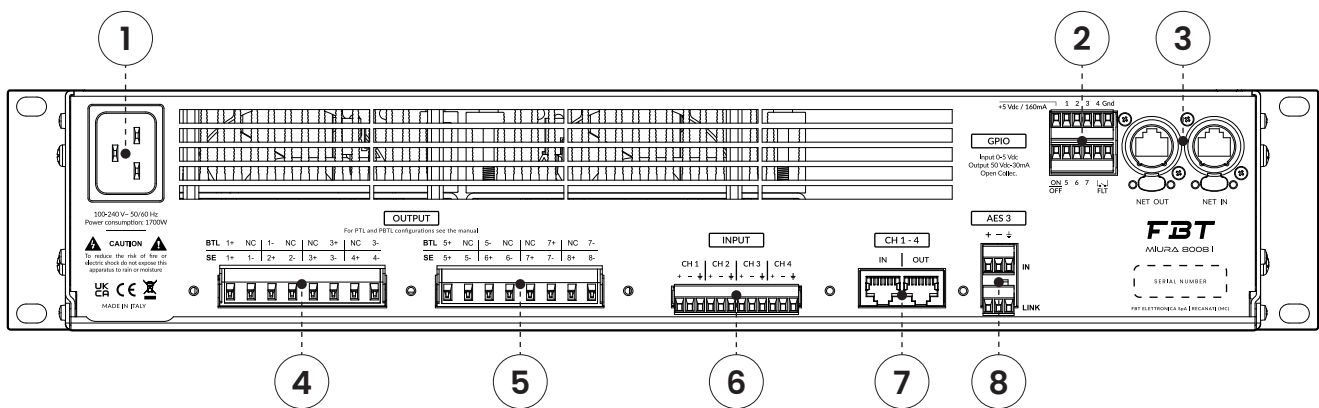 1
2
3
+5 Vdc / 160mA
1 2 3 4 Gnd
GPIO
Input 0-5 Vdc
Output 50 Vdc-30mA
Open Collec.
ON
OFF
5 6 7
FLT
NET OUT
NET IN
100-240 V~ 50/60 Hz
Power consumption: 1700W
CAUTION
To reduce the risk of fire or
electric shock do not expose this
apparatus to rain or moisture
UK
CA CE
MADE IN ITALY
OUTPUT
For PTL and PBTL configurations see the manual
BTL 1+ NC 1- NC NC 3+ NC 3-
SE 1+ 1- 2+ 2- 3+ 3- 4+ 4-
BTL 5+ NC 5- NC NC 7+ NC 7-
SE 5+ 5- 6+ 6- 7+ 7- 8+ 8-
INPUT
CH 1 CH 2 CH 3 CH 4
+ - + - + - + -
CH 1 - 4
IN OUT
AES 3
+ -
IN
LINK
FBT
MIURA 8008 I
SERIAL NUMBER
FBT ELETTRONICA SpA | RECANATI (MC)
4
5
6
7
8